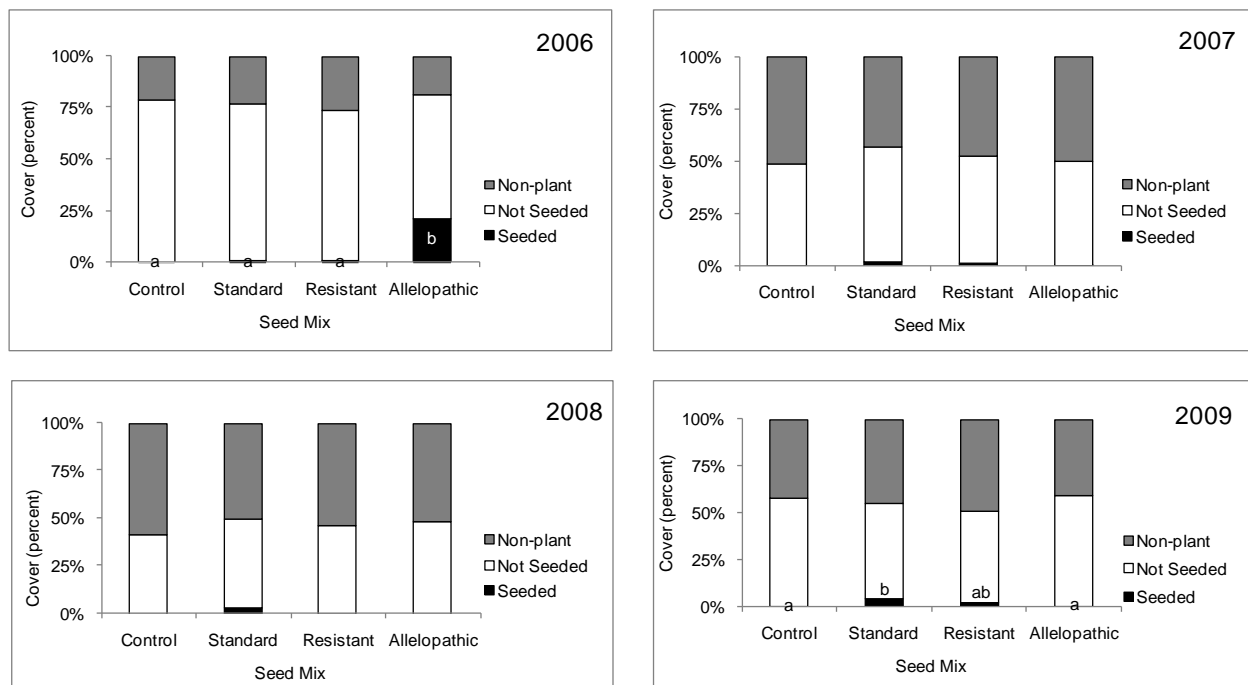 2006
100%
75%
50%
25%
0%
Cover (percent)
Non-plant
Not Seeded
Seeded
a a a b
Control Standard Resistant Allelopathic
Seed Mix
2007
100%
75%
50%
25%
0%
Cover (percent)
Non-plant
Not Seeded
Seeded
Control Standard Resistant Allelopathic
Seed Mix
2008
100%
75%
50%
25%
0%
Cover (percent)
Non-plant
Not Seeded
Seeded
Control Standard Resistant Allelopathic
Seed Mix
2009
100%
75%
50%
25%
0%
Cover (percent)
Non-plant
Not Seeded
Seeded
a b ab a
Control Standard Resistant Allelopathic
Seed Mix